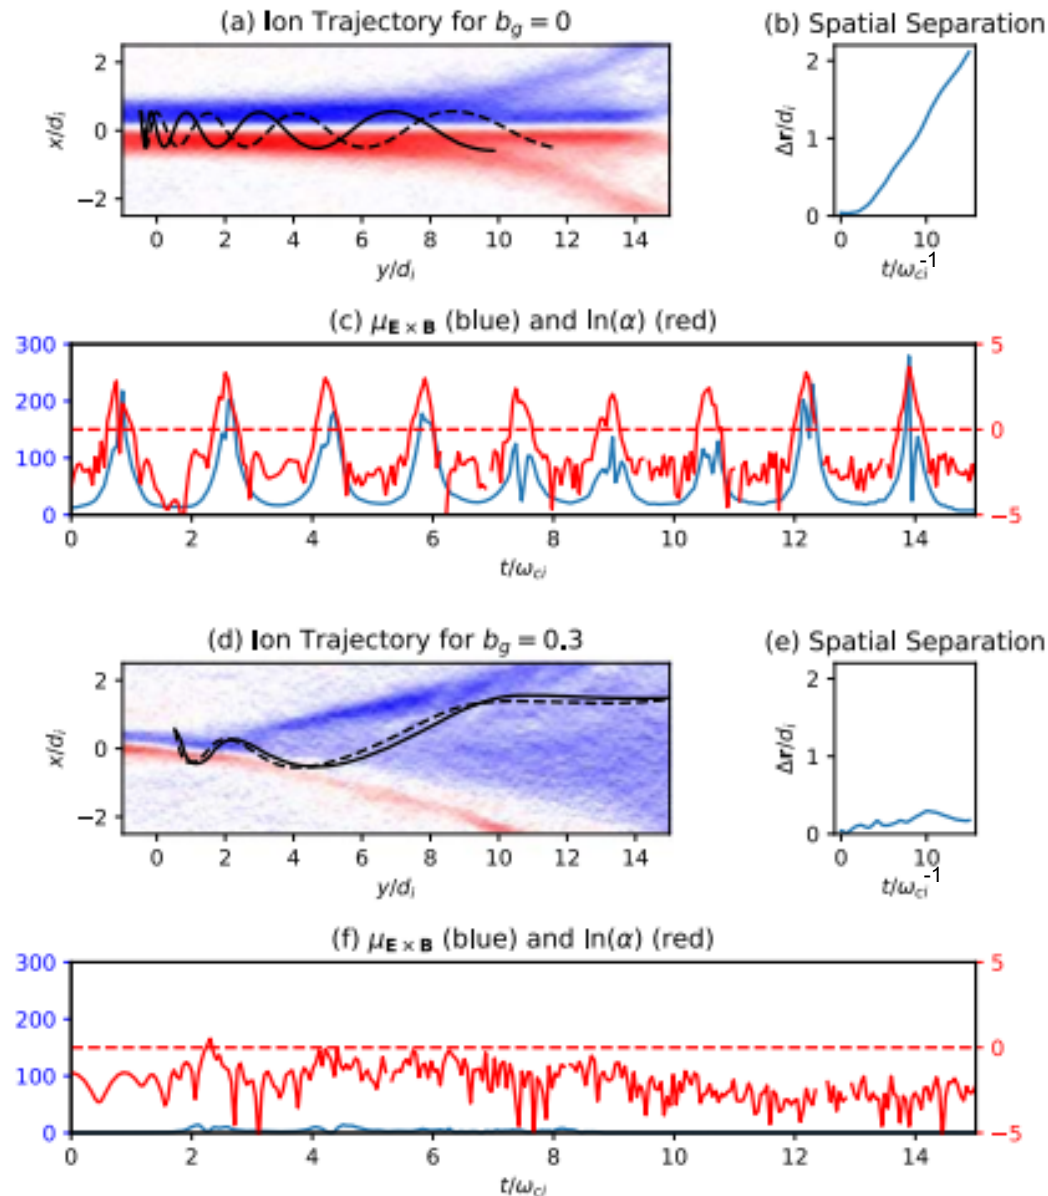 (a) Ion Trajectory for b_g = 0
(b) Spatial Separation
2
0
−2
x/d_i
0 2 4 6 8 10 12 14
y/d_i
2
1
0
Δr/d_i
0 10
t/ω_ci^-1
(c) μ_E×B (blue) and ln(α) (red)
300
200
100
0
5
0
−5
0 2 4 6 8 10 12 14
t/ω_ci
(d) Ion Trajectory for b_g = 0.3
(e) Spatial Separation
2
0
−2
x/d_i
0 2 4 6 8 10 12 14
y/d_i
2
1
0
Δr/d_i
0 10
t/ω_ci^-1
(f) μ_E×B (blue) and ln(α) (red)
300
200
100
0
5
0
−5
0 2 4 6 8 10 12 14
t/ω_ci